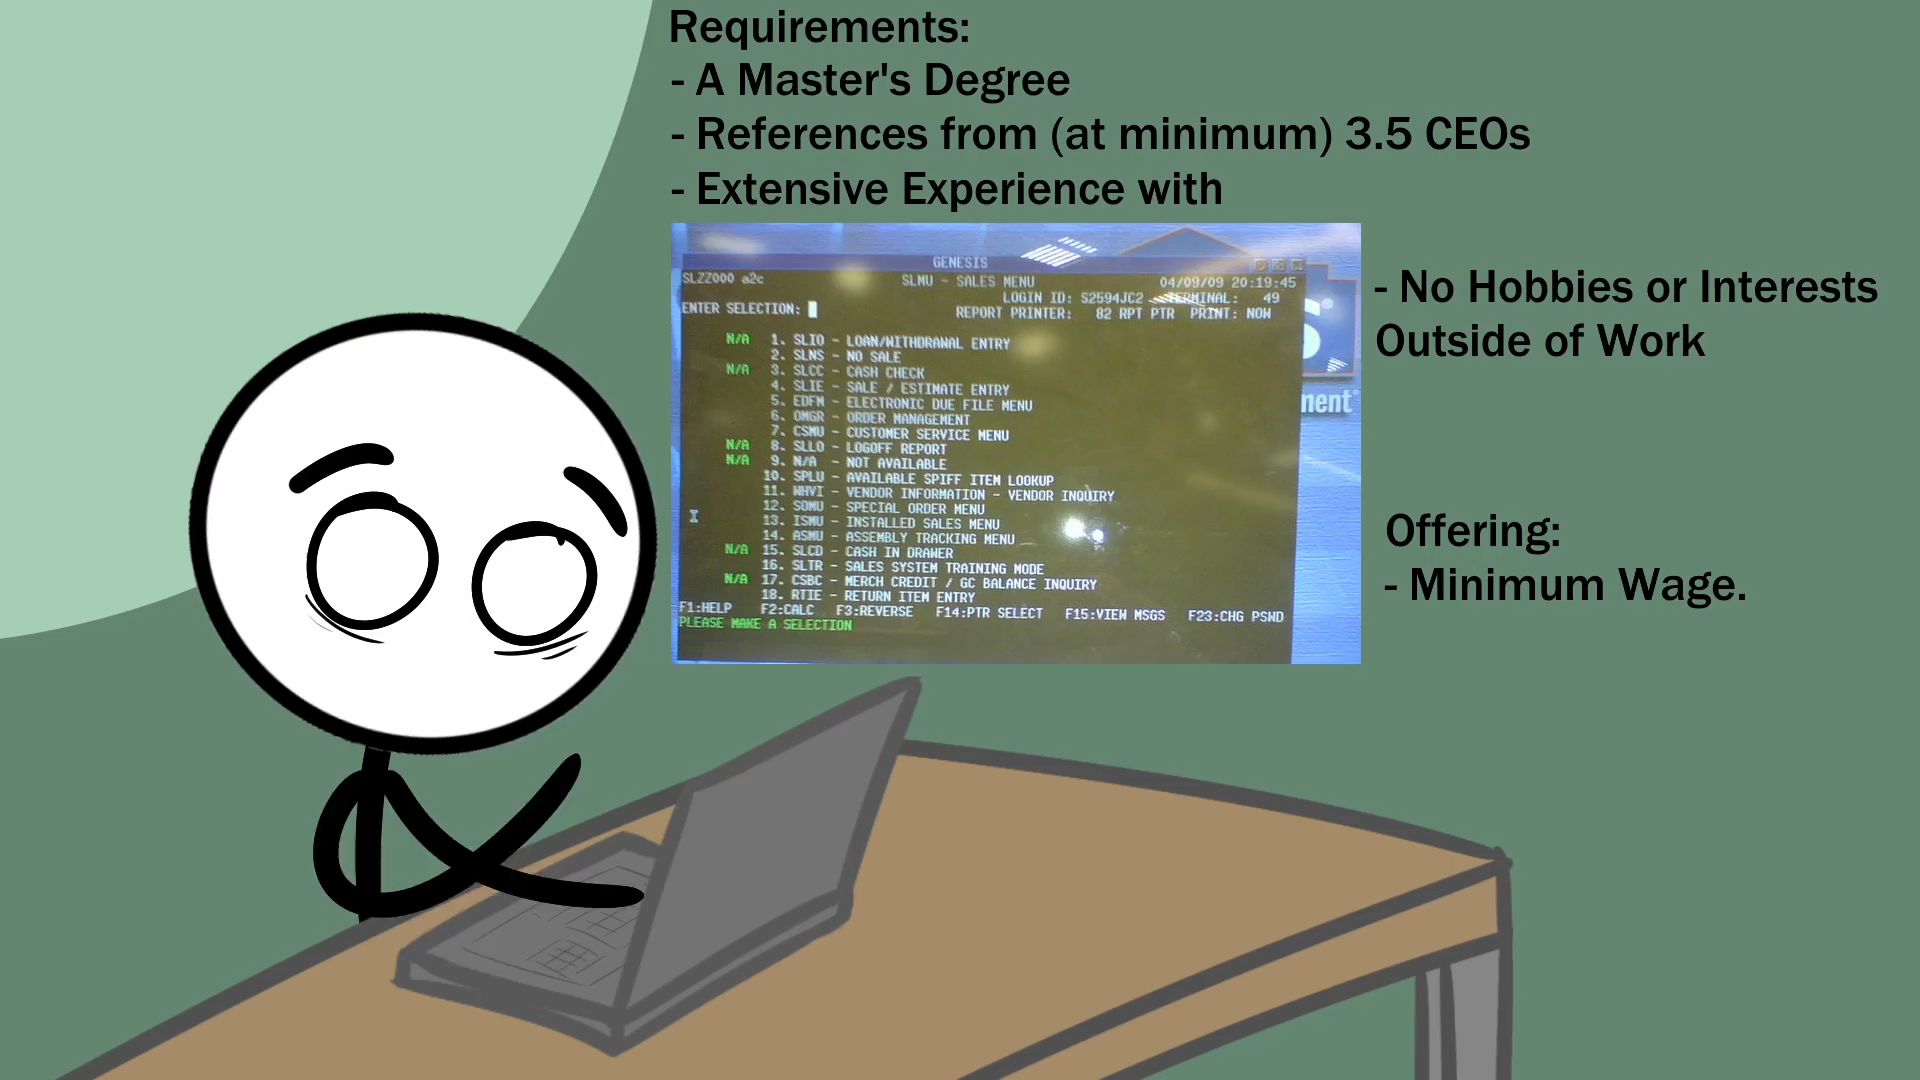 Requirements:
- A Master's Degree
- References from (at minimum) 3.5 CEOs
- Extensive Experience with
GENESIS
SLZZ000 a2c SLMU - SALES MENU 04/09/09 20:19:45
LOGIN ID: S2594JC2 TERMINAL: 49
ENTER SELECTION: REPORT PRINTER: 82 RPT PTR PRINT: NOW
N/A 1. SLIO - LOAN/WITHDRAWAL ENTRY
2. SLNS - NO SALE
N/A 3. SLCC - CASH CHECK
4. SLIE - SALE / ESTIMATE ENTRY
5. EDFM - ELECTRONIC DUE FILE MENU
6. OMGR - ORDER MANAGEMENT
7. CSMU - CUSTOMER SERVICE MENU
N/A 8. SLLO - LOGOFF REPORT
N/A 9. N/A - NOT AVAILABLE
10. SPLU - AVAILABLE SPIFF ITEM LOOKUP
11. WHVI - VENDOR INFORMATION - VENDOR INQUIRY
12. SOMU - SPECIAL ORDER MENU
13. ISMU - INSTALLED SALES MENU
14. ASMU - ASSEMBLY TRACKING MENU
N/A 15. SLCD - CASH IN DRAWER
16. SLTR - SALES SYSTEM TRAINING MODE
N/A 17. CSBC - MERCH CREDIT / GC BALANCE INQUIRY
18. RTIE - RETURN ITEM ENTRY
F1:HELP F2:CALC F3:REVERSE F14:PTR SELECT F15:VIEW MSGS F23:CHG PSWD
PLEASE MAKE A SELECTION
S®
ment
- No Hobbies or Interests
Outside of Work
Offering:
- Minimum Wage.